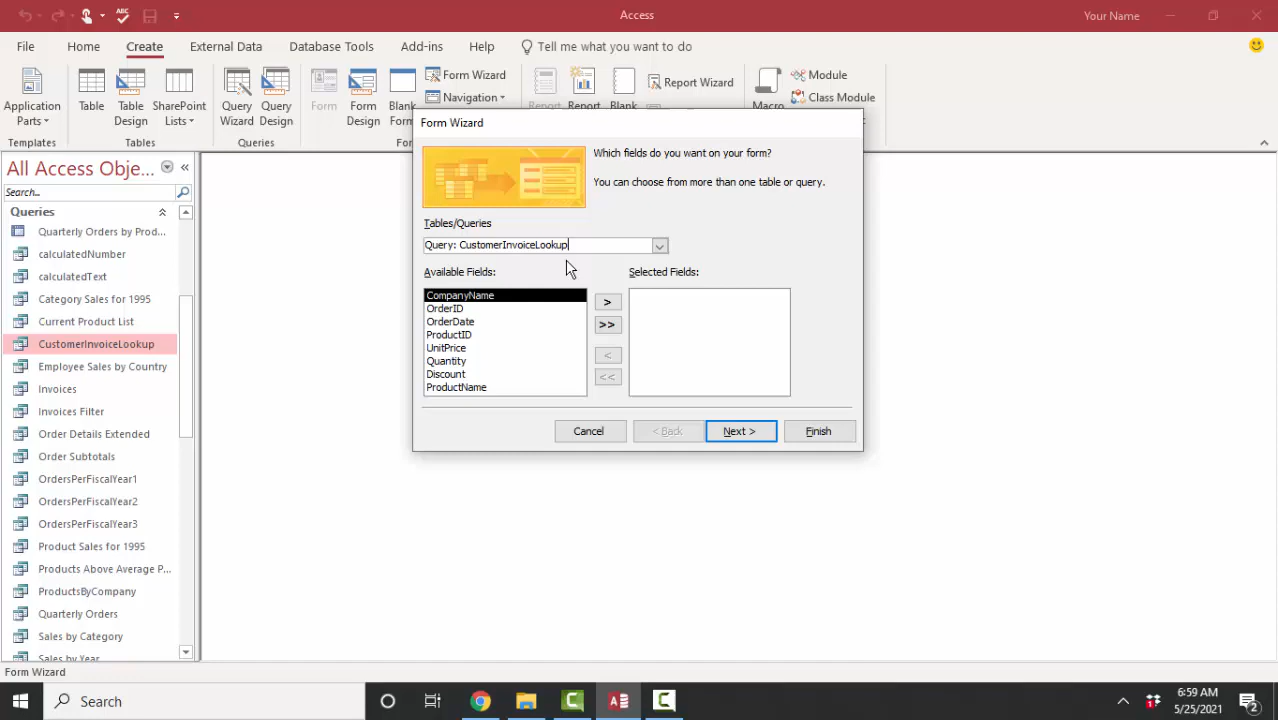 Access
Your Name
File Home Create External Data Database Tools Add-ins Help Tell me what you want to do
ABC
Application Parts
Table
Table Design
SharePoint Lists
Query Wizard
Query Design
Form
Form Design
Blank
Form Wizard
Navigation
Report
Report
Blank
Report Wizard
Macro
Module
Class Module
Templates
Tables
Queries
All Access Obje...
Search...
Queries
Quarterly Orders by Prod...
calculatedNumber
calculatedText
Category Sales for 1995
Current Product List
CustomerInvoiceLookup
Employee Sales by Country
Invoices
Invoices Filter
Order Details Extended
Order Subtotals
OrdersPerFiscalYear1
OrdersPerFiscalYear2
OrdersPerFiscalYear3
Product Sales for 1995
Products Above Average P...
ProductsByCompany
Quarterly Orders
Sales by Category
Sales by Year
Form Wizard
Which fields do you want on your form?
You can choose from more than one table or query.
Tables/Queries
Query: CustomerInvoiceLookup
Available Fields:
Selected Fields:
CompanyName
OrderID
OrderDate
ProductID
UnitPrice
Quantity
Discount
ProductName
>
>>
<
<<
Cancel
< Back
Next >
Finish
Form Wizard
Search
6:59 AM
5/25/2021
2